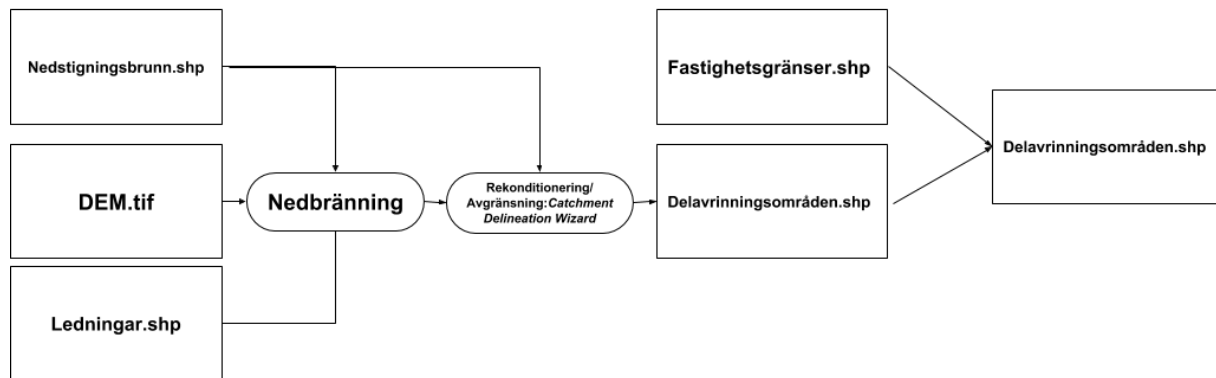 Nedstigningsbrunn.shp
DEM.tif
Ledningar.shp
Nedbränning
Rekonditionering/
Avgränsning:Catchment
Delineation Wizard
Fastighetsgränser.shp
Delavrinningsområden.shp
Delavrinningsområden.shp